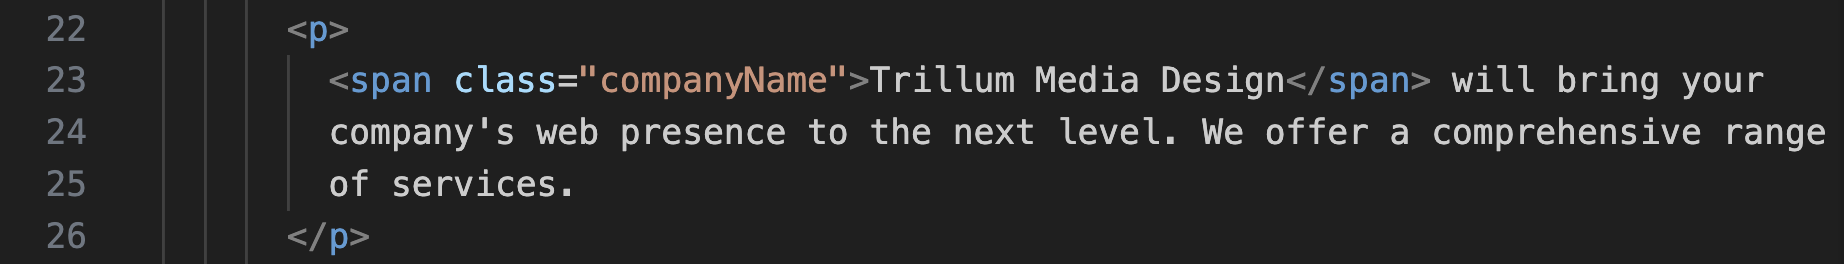 22 <p>
23 <span class="companyName">Trillum Media Design</span> will bring your
24 company's web presence to the next level. We offer a comprehensive range
25 of services.
26 </p>